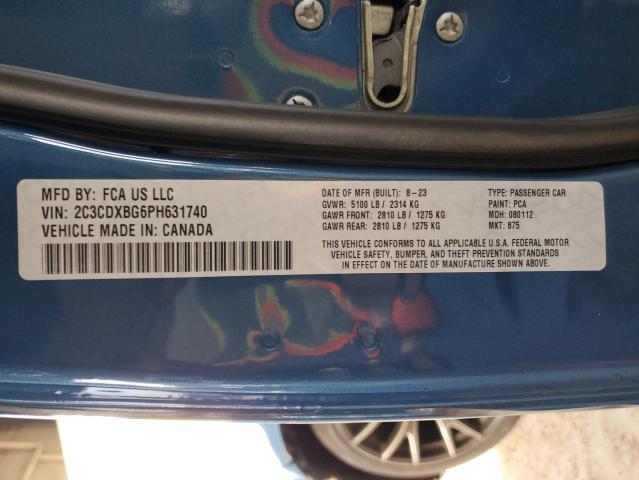 MFD BY: FCA US LLC
VIN: 2C3CDXBG6PH631740
VEHICLE MADE IN: CANADA
DATE OF MFR (BUILT): 8-23
GVWR: 5100 LB / 2314 KG
GAWR FRONT: 2810 LB / 1275 KG
GAWR REAR: 2810 LB / 1275 KG
TYPE: PASSENGER CAR
PAINT: PCA
MDH: 080112
MKT: 875
THIS VEHICLE CONFORMS TO ALL APPLICABLE U.S.A. FEDERAL MOTOR
VEHICLE SAFETY, BUMPER, AND THEFT PREVENTION STANDARDS
IN EFFECT ON THE DATE OF MANUFACTURE SHOWN ABOVE.